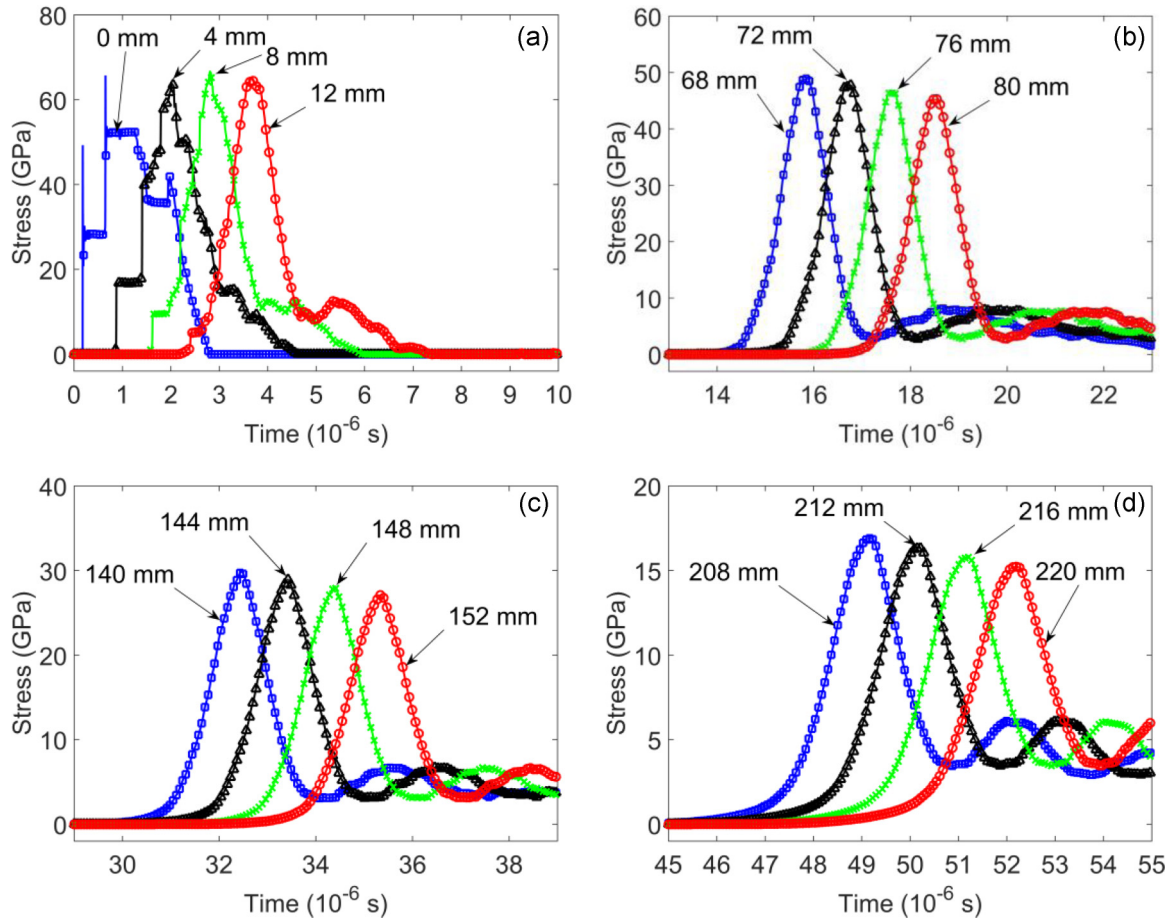 (a)
80
60
40
20
0
Stress (GPa)
0 mm
4 mm
8 mm
12 mm
0 1 2 3 4 5 6 7 8 9 10
Time (10-6 s)
(b)
60
50
40
30
20
10
0
Stress (GPa)
68 mm
72 mm
76 mm
80 mm
14 16 18 20 22
Time (10-6 s)
(c)
40
30
20
10
0
Stress (GPa)
140 mm
144 mm
148 mm
152 mm
30 32 34 36 38
Time (10-6 s)
(d)
20
15
10
5
0
Stress (GPa)
208 mm
212 mm
216 mm
220 mm
45 46 47 48 49 50 51 52 53 54 55
Time (10-6 s)